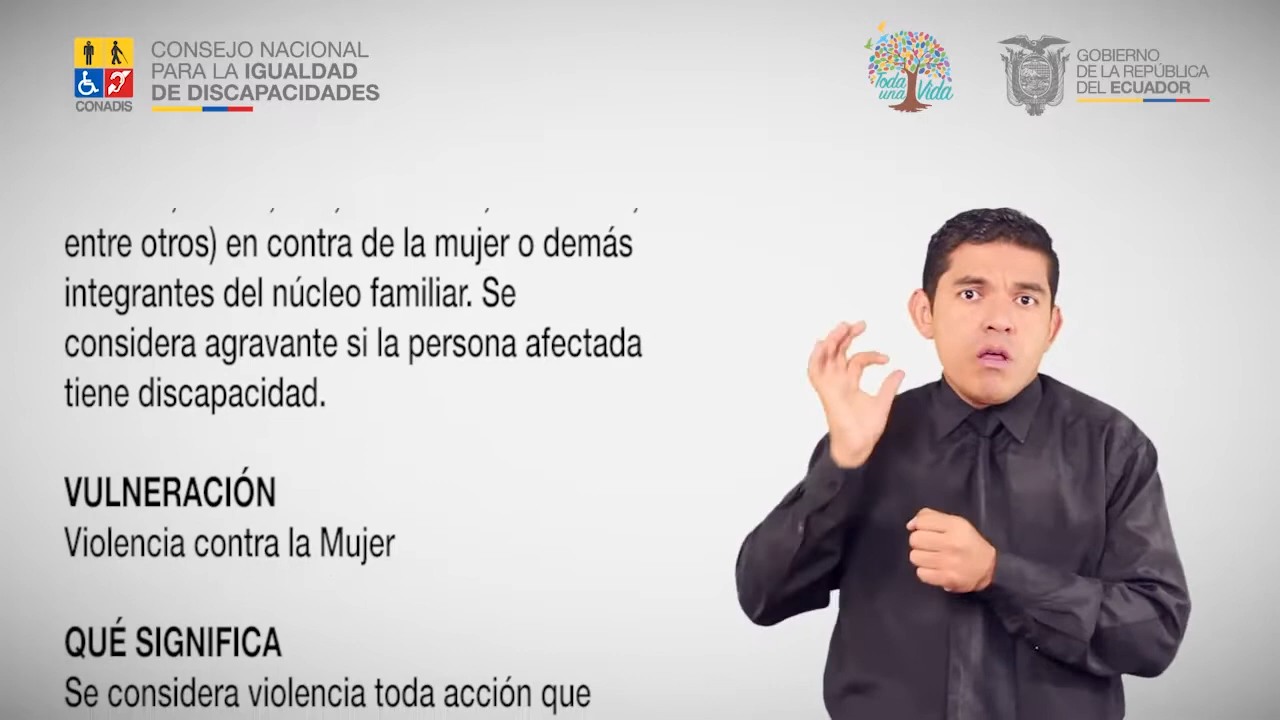 CONADIS
CONSEJO NACIONAL
PARA LA IGUALDAD
DE DISCAPACIDADES
Toda
una Vida
GOBIERNO
DE LA REPÚBLICA
DEL ECUADOR
entre otros) en contra de la mujer o demás
integrantes del núcleo familiar. Se
considera agravante si la persona afectada
tiene discapacidad.
VULNERACIÓN
Violencia contra la Mujer
QUÉ SIGNIFICA
Se considera violencia toda acción que